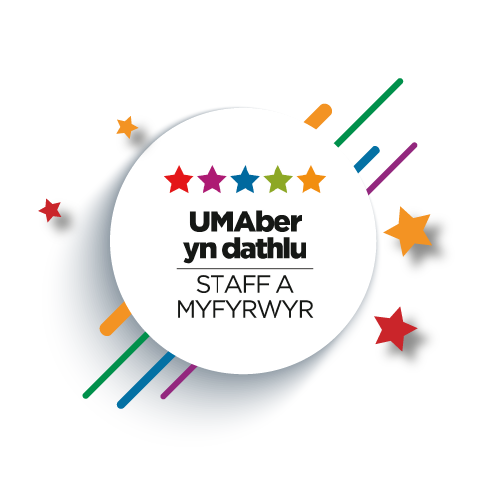 UMAber
yn dathlu
STAFF A
MYFYRWYR